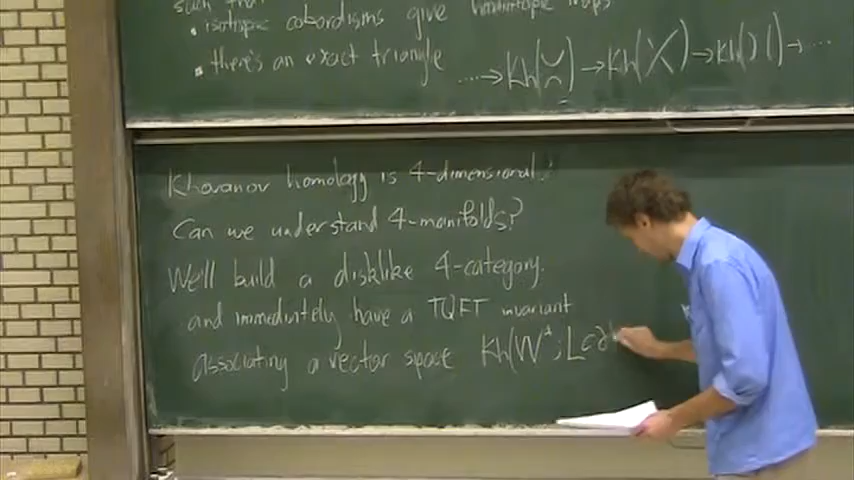 such that
• isotopic cobordisms give homotopic maps
• there's an exact triangle ⋯→Kh(≍)→Kh(X)→Kh()()→⋯
Khovanov homology is 4-dimensional!
Can we understand 4-manifolds?
We'll build a disklike 4-category.
and immediately have a TQFT invariant
associating a vector space Kh(W⁴; L⊂∂